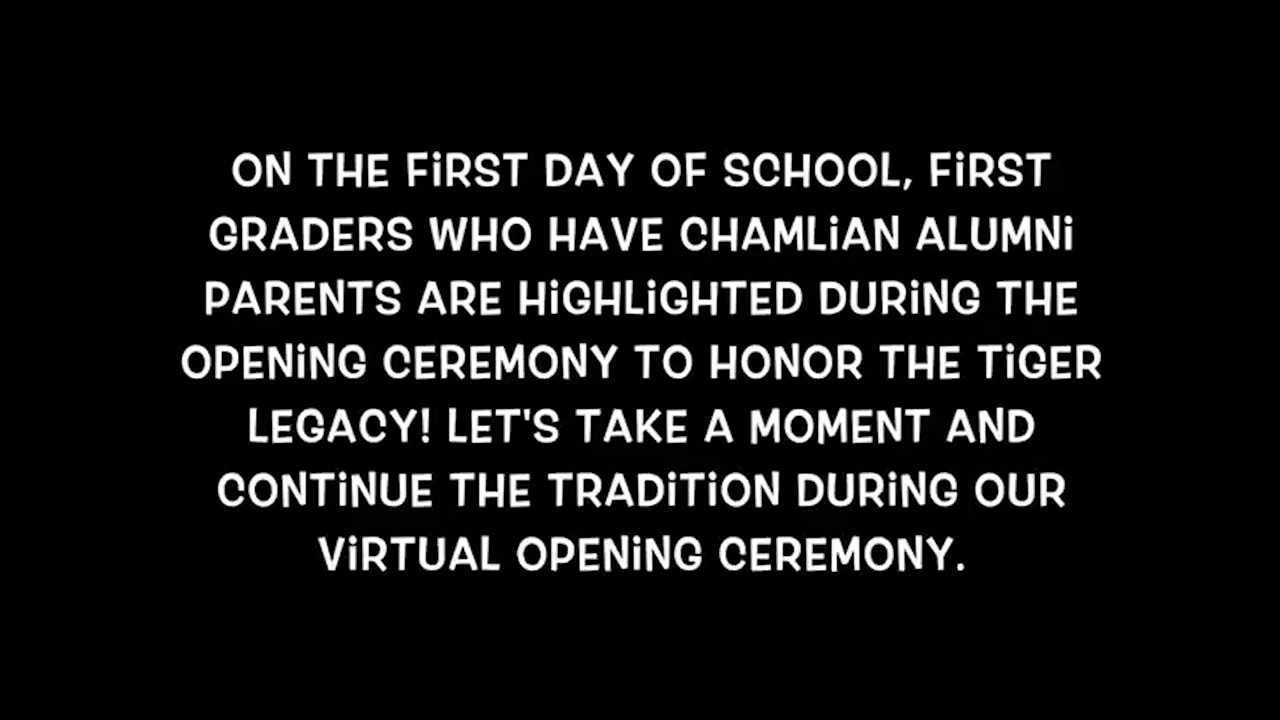 ON THE FiRST DAY OF SCHOOL, FiRST
GRADERS WHO HAVE CHAMLiAN ALUMNi
PARENTS ARE HiGHLiGHTED DURiNG THE
OPENiNG CEREMONY TO HONOR THE TiGER
LEGACY! LET'S TAKE A MOMENT AND
CONTiNUE THE TRADiTiON DURiNG OUR
ViRTUAL OPENiNG CEREMONY.